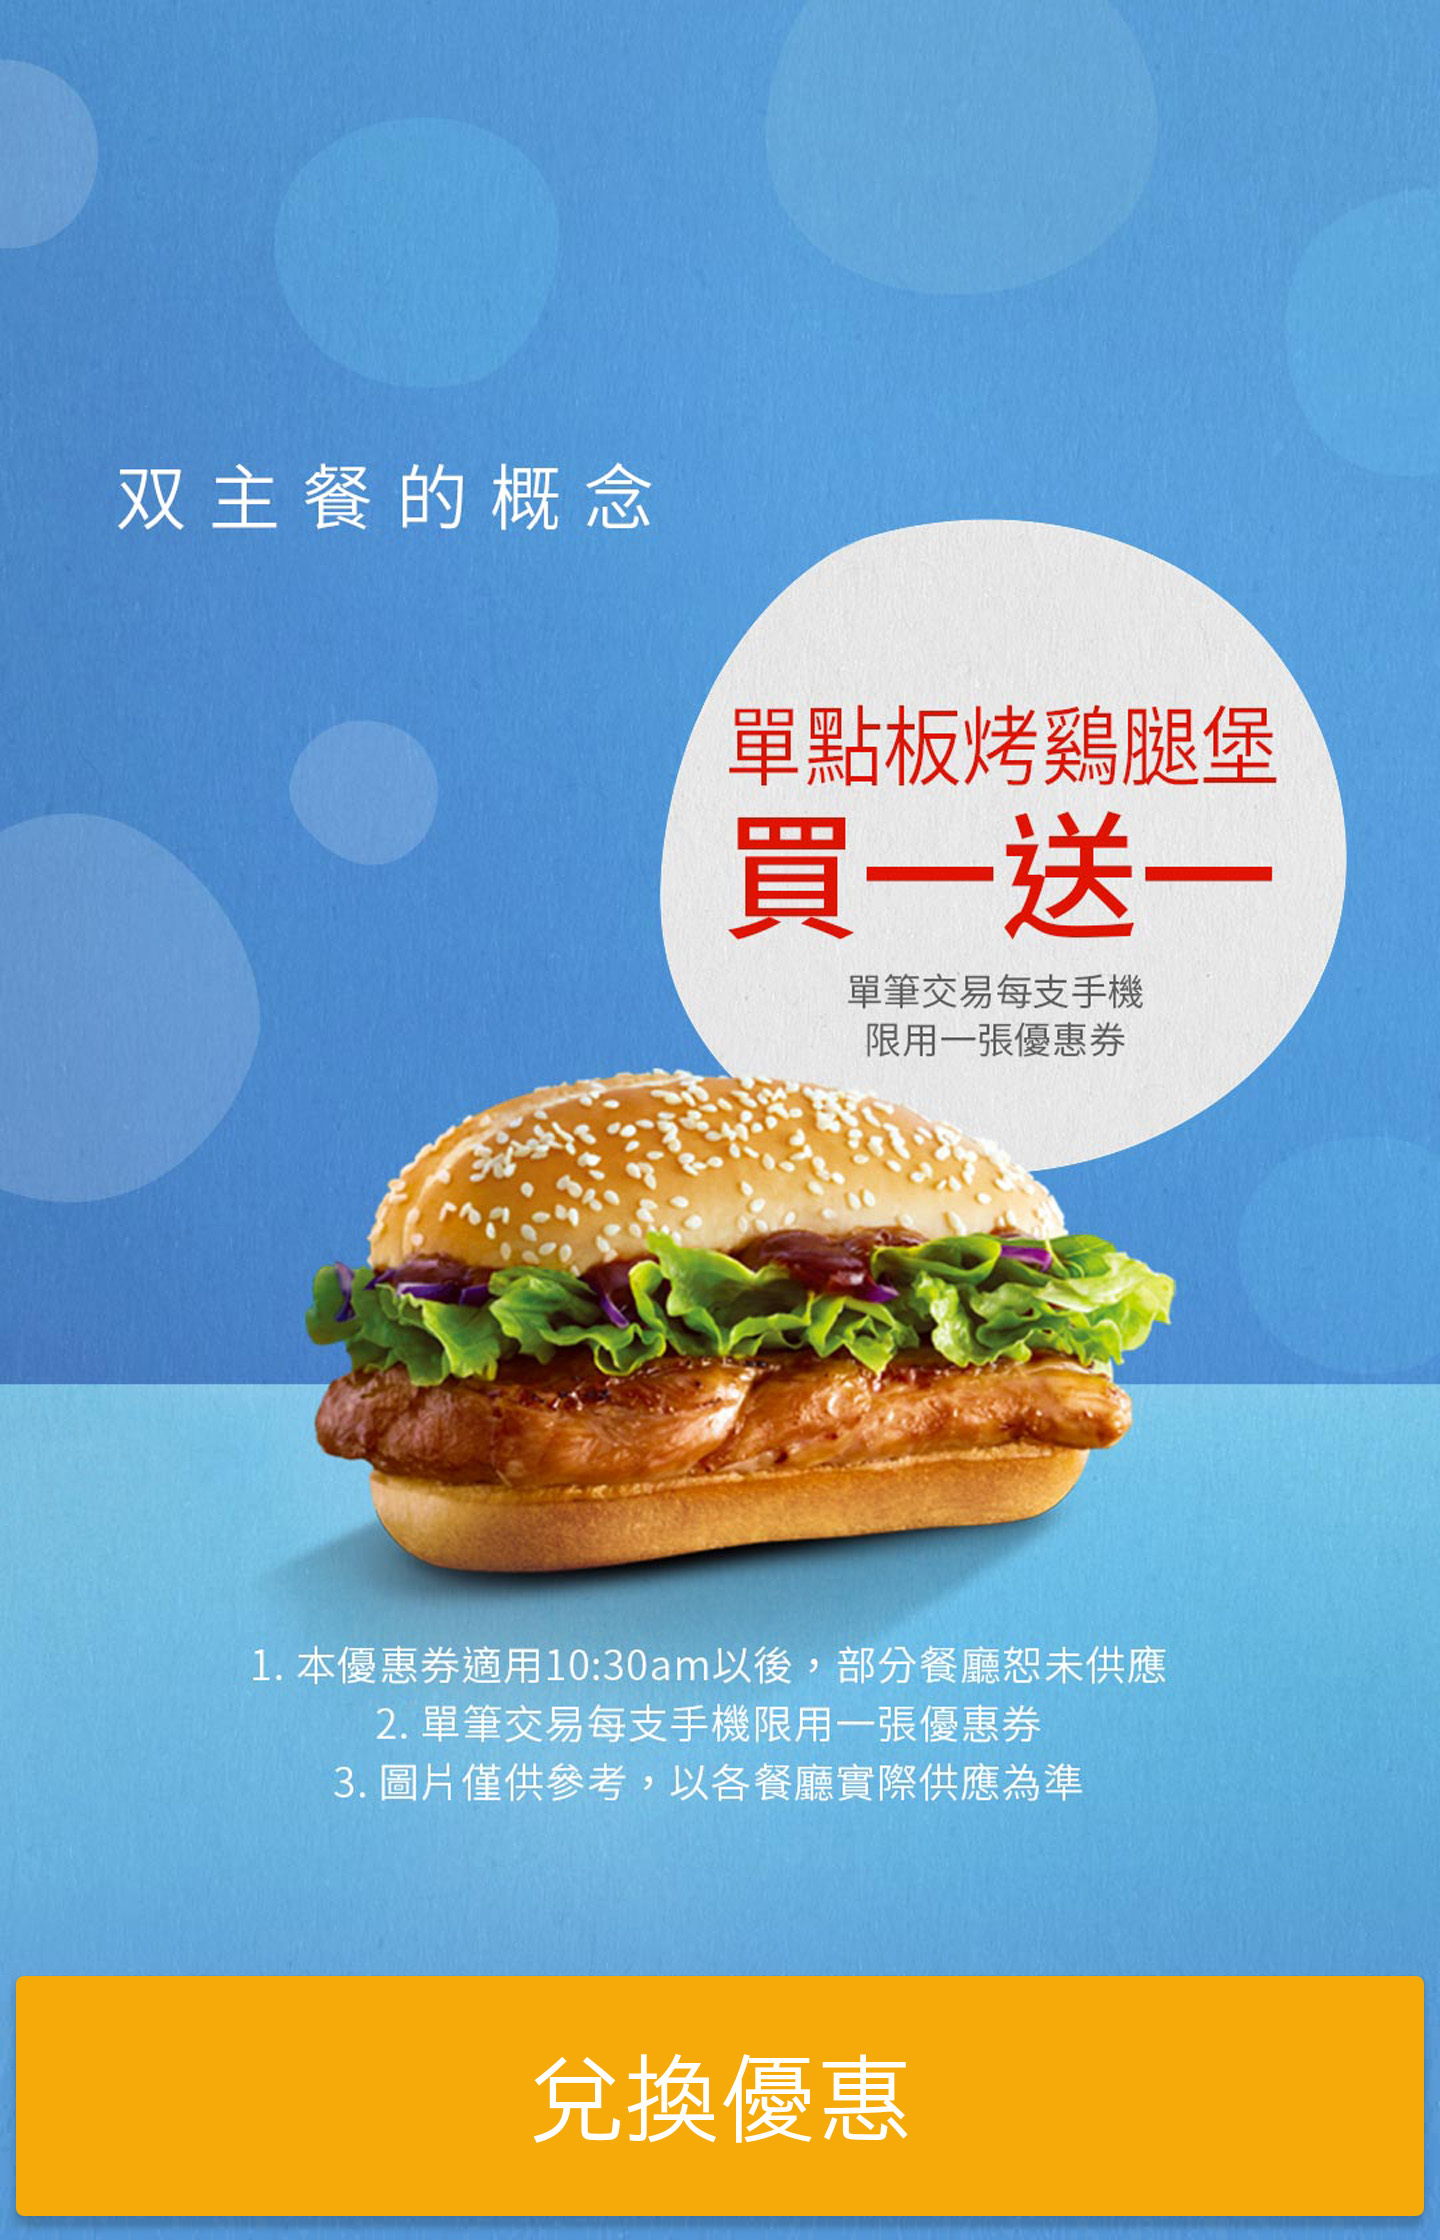 双主餐的概念
單點板烤鷄腿堡
買一送一
單筆交易每支手機
限用一張優惠券
1. 本優惠券適用10:30am以後，部分餐廳恕未供應
2. 單筆交易每支手機限用一張優惠券
3. 圖片僅供參考，以各餐廳實際供應為準
兌換優惠